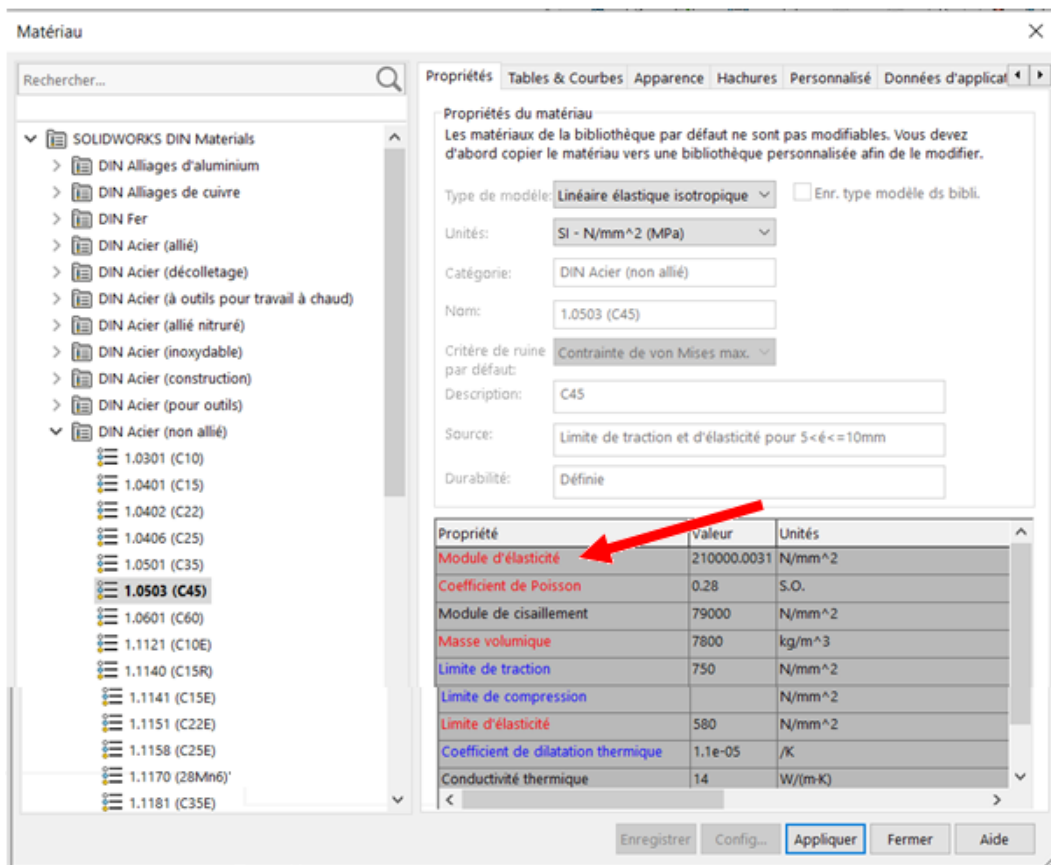 Matériau
Rechercher...
SOLIDWORKS DIN Materials
DIN Alliages d'aluminium
DIN Alliages de cuivre
DIN Fer
DIN Acier (allié)
DIN Acier (décolletage)
DIN Acier (à outils pour travail à chaud)
DIN Acier (allié nitruré)
DIN Acier (inoxydable)
DIN Acier (construction)
DIN Acier (pour outils)
DIN Acier (non allié)
1.0301 (C10)
1.0401 (C15)
1.0402 (C22)
1.0406 (C25)
1.0501 (C35)
1.0503 (C45)
1.0601 (C60)
1.1121 (C10E)
1.1140 (C15R)
1.1141 (C15E)
1.1151 (C22E)
1.1158 (C25E)
1.1170 (28Mn6)'
1.1181 (C35E)
Propriétés Tables & Courbes Apparence Hachures Personnalisé Données d'applicat
Propriétés du matériau
Les matériaux de la bibliothèque par défaut ne sont pas modifiables. Vous devez
d'abord copier le matériau vers une bibliothèque personnalisée afin de le modifier.
Type de modèle: Linéaire élastique isotropique Enr. type modèle ds bibli.
Unités: SI - N/mm^2 (MPa)
Catégorie: DIN Acier (non allié)
Nom: 1.0503 (C45)
Critère de ruine
par défaut: Contrainte de von Mises max.
Description: C45
Source: Limite de traction et d'élasticité pour 5<é<=10mm
Durabilité: Définie
Propriété Valeur Unités
Module d'élasticité 210000.0031 N/mm^2
Coefficient de Poisson 0.28 S.O.
Module de cisaillement 79000 N/mm^2
Masse volumique 7800 kg/m^3
Limite de traction 750 N/mm^2
Limite de compression N/mm^2
Limite d'élasticité 580 N/mm^2
Coefficient de dilatation thermique 1.1e-05 /K
Conductivité thermique 14 W/(m·K)
Enregistrer Config... Appliquer Fermer Aide